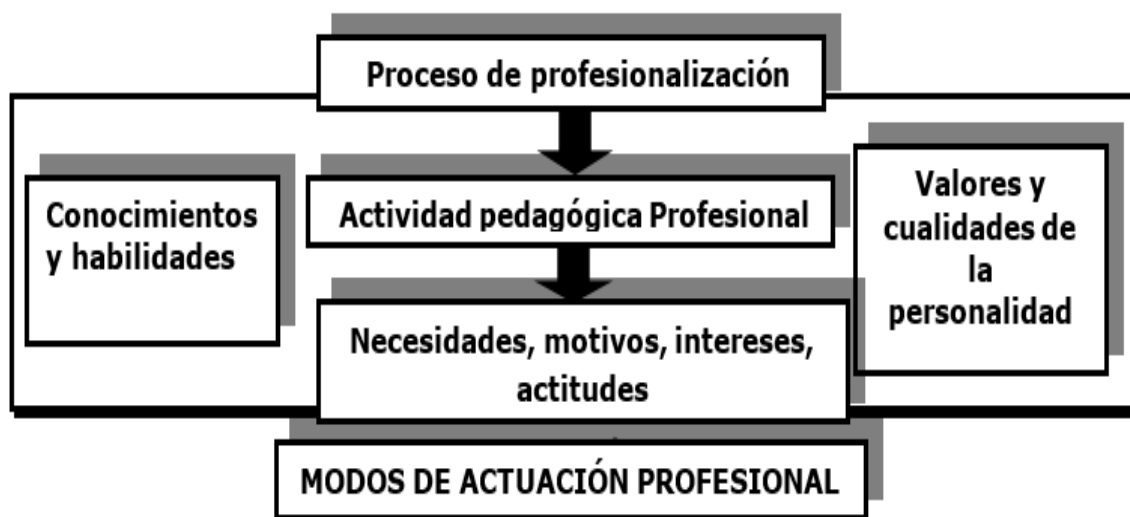 Proceso de profesionalización
Conocimientos
y habilidades
Actividad pedagógica Profesional
Valores y
cualidades de
la
personalidad
Necesidades, motivos, intereses,
actitudes
MODOS DE ACTUACIÓN PROFESIONAL